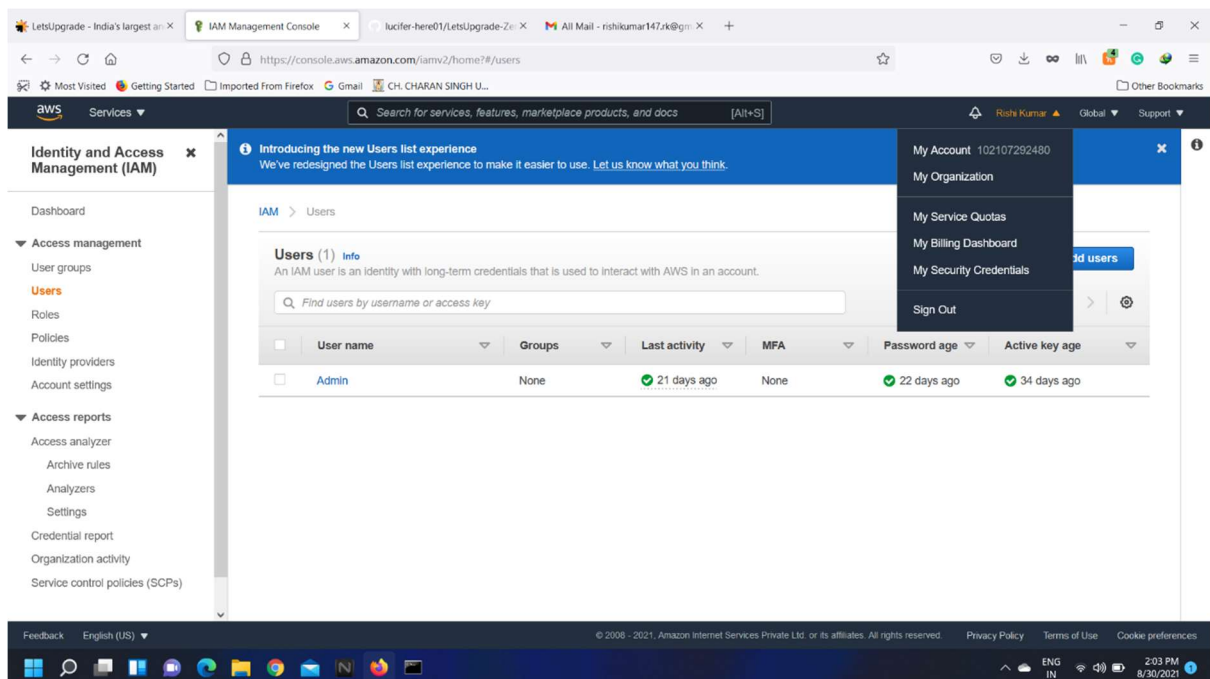 LetsUpgrade - India's largest an
IAM Management Console
lucifer-here01/LetsUpgrade-Ze
All Mail - rishikumar147.rk@gm
https://console.aws.amazon.com/iamv2/home?#/users
Most Visited
Getting Started
Imported From Firefox
Gmail
CH. CHARAN SINGH U...
Other Bookmarks
aws
Services
Search for services, features, marketplace products, and docs
[Alt+S]
Rishi Kumar
Global
Support
Identity and Access
Management (IAM)
Dashboard
Access management
User groups
Users
Roles
Policies
Identity providers
Account settings
Access reports
Access analyzer
Archive rules
Analyzers
Settings
Credential report
Organization activity
Service control policies (SCPs)
Introducing the new Users list experience
We've redesigned the Users list experience to make it easier to use. Let us know what you think.
My Account 102107292480
My Organization
My Service Quotas
My Billing Dashboard
My Security Credentials
Sign Out
IAM > Users
Users (1) Info
An IAM user is an identity with long-term credentials that is used to interact with AWS in an account.
dd users
Find users by username or access key
User name Groups Last activity MFA Password age Active key age
Admin None 21 days ago None 22 days ago 34 days ago
Feedback English (US)
© 2008 - 2021, Amazon Internet Services Private Ltd. or its affiliates. All rights reserved. Privacy Policy Terms of Use Cookie preferences
ENG
IN
2:03 PM
8/30/2021